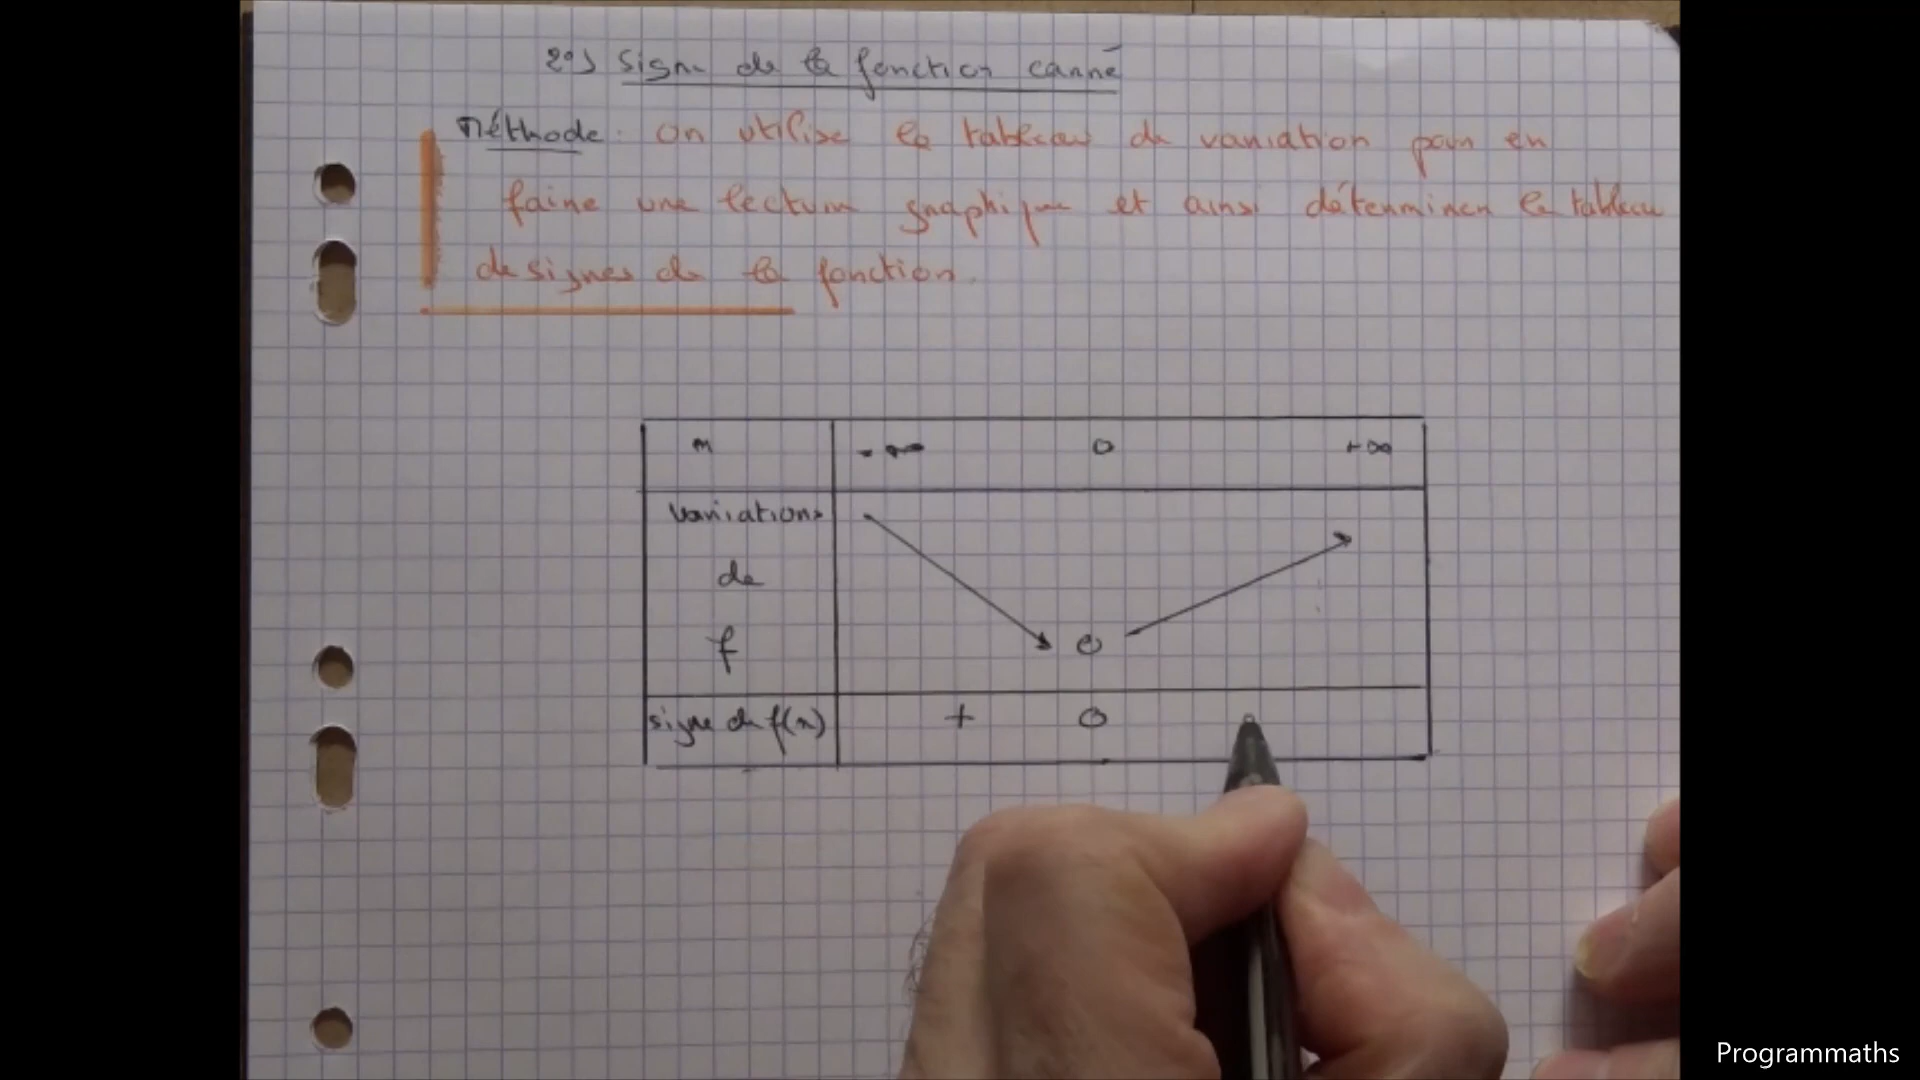 2°) Signe de la fonction carré
Méthode : On utilise le tableau de variation pour en
faire une lecture graphique et ainsi déterminer le tableau
de signes de la fonction.
x -∞ 0 +∞
Variations
de
f 0
signe de f(x) + 0
Programmaths